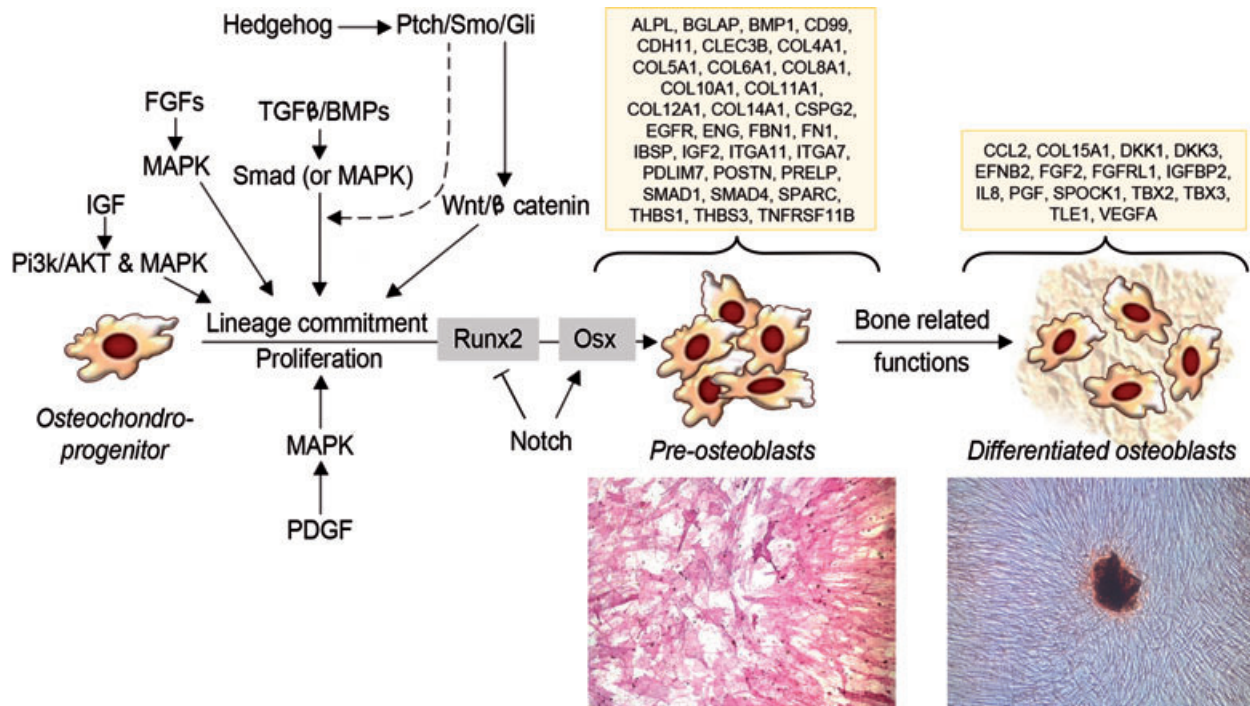 Hedgehog
Ptch/Smo/Gli
FGFs
MAPK
TGFβ/BMPs
Smad (or MAPK)
Wnt/β catenin
IGF
Pi3k/AKT & MAPK
Lineage commitment
Proliferation
Runx2
Osx
Osteochondro-
progenitor
MAPK
PDGF
Notch
ALPL, BGLAP, BMP1, CD99,
CDH11, CLEC3B, COL4A1,
COL5A1, COL6A1, COL8A1,
COL10A1, COL11A1,
COL12A1, COL14A1, CSPG2,
EGFR, ENG, FBN1, FN1,
IBSP, IGF2, ITGA11, ITGA7,
PDLIM7, POSTN, PRELP,
SMAD1, SMAD4, SPARC,
THBS1, THBS3, TNFRSF11B
Pre-osteoblasts
Bone related
functions
CCL2, COL15A1, DKK1, DKK3,
EFNB2, FGF2, FGFRL1, IGFBP2,
IL8, PGF, SPOCK1, TBX2, TBX3,
TLE1, VEGFA
Differentiated osteoblasts